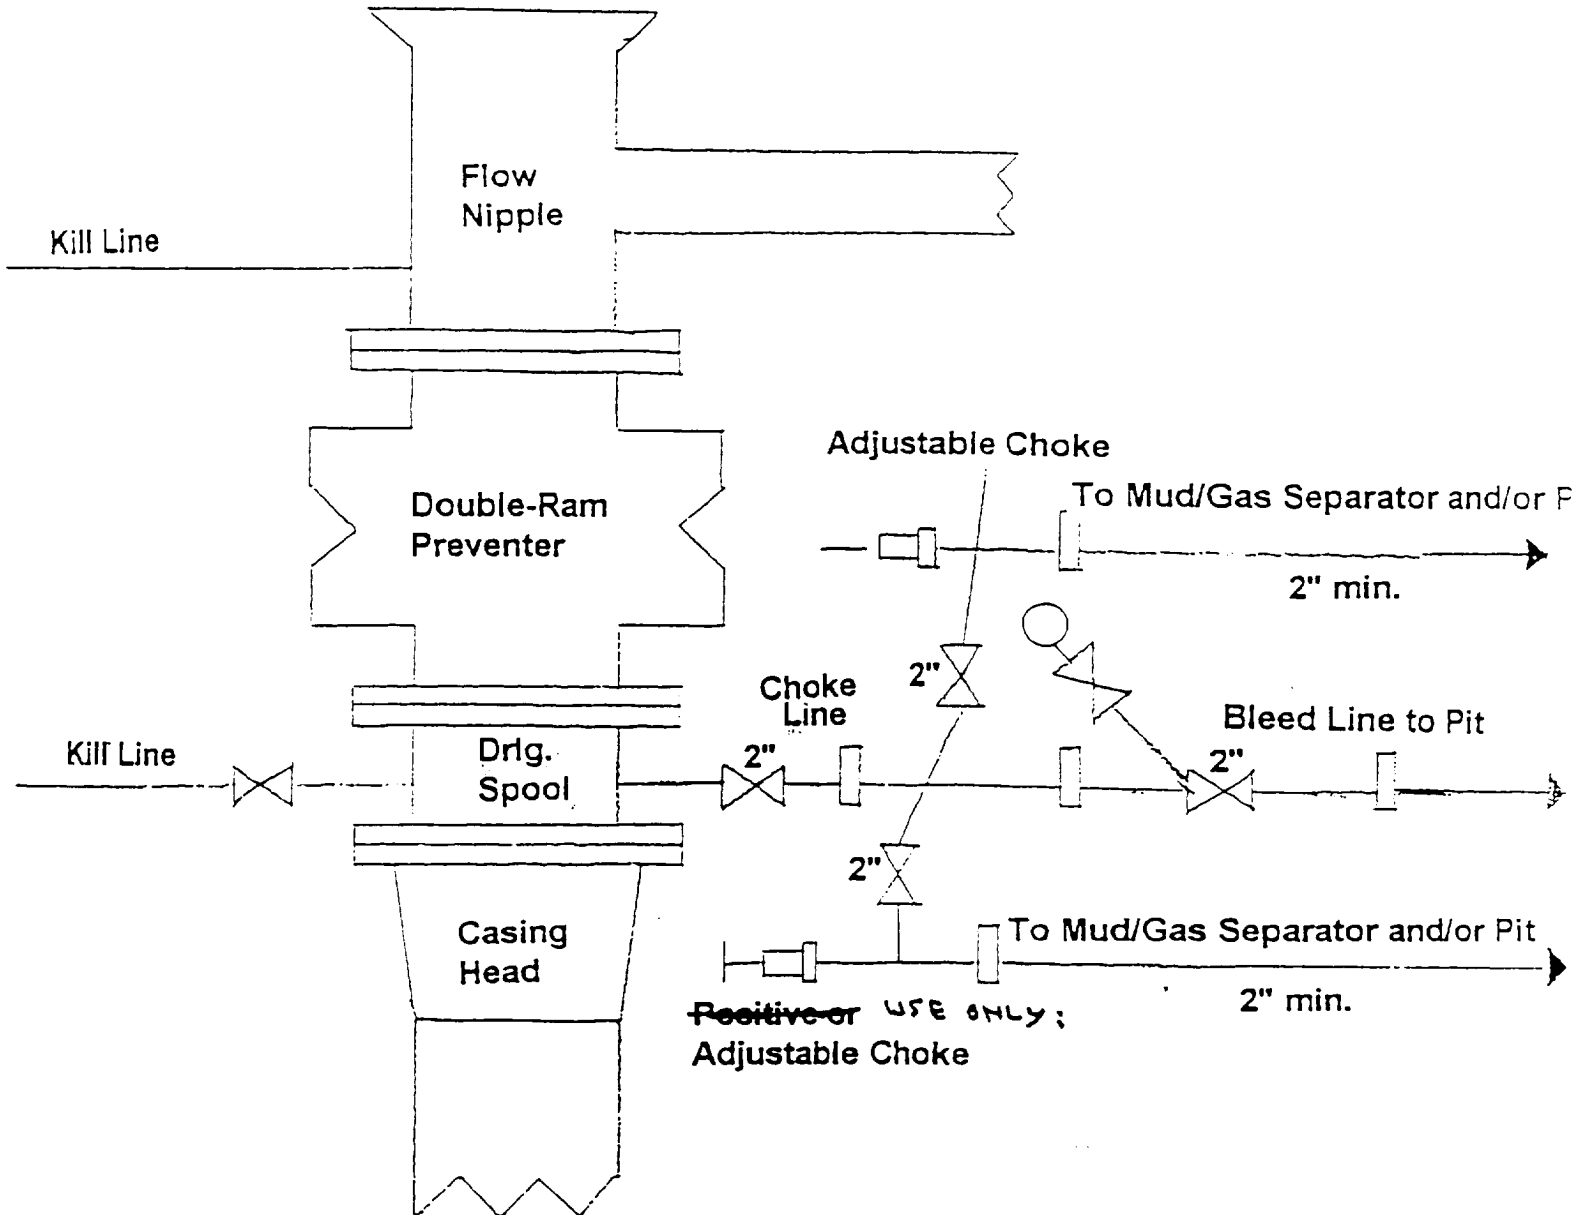 Flow
Nipple
Kill Line
Adjustable Choke
To Mud/Gas Separator and/or P
Double-Ram
Preventer
2" min.
2"
Choke
Line
Bleed Line to Pit
Kill Line
Drlg.
Spool
2"
2"
2"
Casing
Head
To Mud/Gas Separator and/or Pit
2" min.
Positive or USE ONLY;
Adjustable Choke